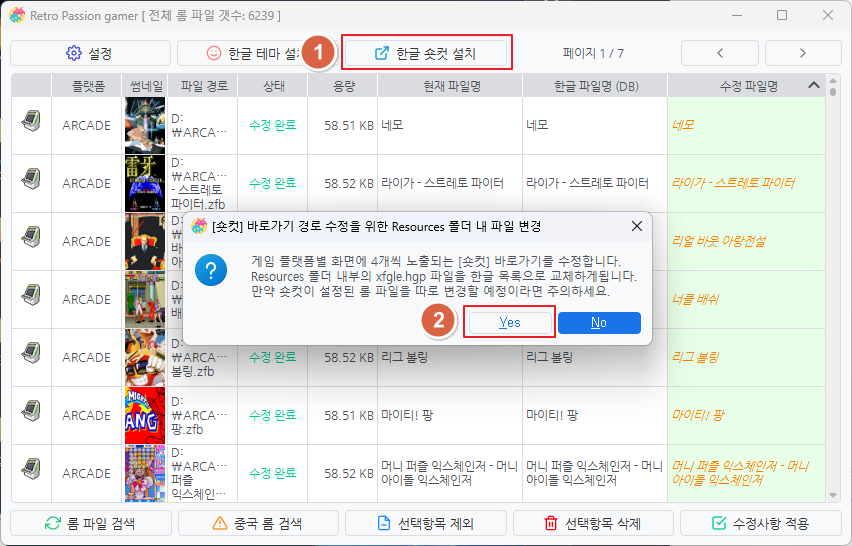 Retro Passion gamer [ 전체 롬 파일 갯수: 6239 ]
설정
한글 테마 설치
1
한글 숏컷 설치
페이지 1 / 7
플랫폼 썸네일 파일 경로 상태 용량 현재 파일명 한글 파일명 (DB) 수정 파일명
ARCADE D:
₩ARCA… 수정 완료 58.51 KB 네모 네모 네모
ARCADE 雷牙 D:
₩ARCA…
- 스트레토
파이터.zfb 수정 완료 58.52 KB 라이가 - 스트레토 파이터 라이가 - 스트레토 파이터 라이가 - 스트레토 파이터
ARCADE D:
리얼 바웃 아랑전설
ARCADE
너클 배쉬
[숏컷] 바로가기 경로 수정을 위한 Resources 폴더 내 파일 변경
게임 플랫폼별 화면에 4개씩 노출되는 [숏컷] 바로가기를 수정합니다.
Resources 폴더 내부의 xfgle.hgp 파일을 한글 목록으로 교체하게됩니다.
만약 숏컷이 설정된 롬 파일을 따로 변경할 예정이라면 주의하세요.
2
Yes
No
ARCADE D:
₩ARCA…
볼링.zfb 수정 완료 58.52 KB 리그 볼링 리그 볼링 리그 볼링
ARCADE D:
₩ARCA…
팡.zfb 수정 완료 58.51 KB 마이티! 팡 마이티! 팡 마이티! 팡
ARCADE D:
₩ARCA…
퍼즐
익스체인… 수정 완료 58.52 KB 머니 퍼즐 익스체인저 - 머니
아이돌 익스체인저 머니 퍼즐 익스체인저 - 머니
아이돌 익스체인저 머니 퍼즐 익스체인저 - 머니
아이돌 익스체인저
롬 파일 검색
중국 롬 검색
선택항목 제외
선택항목 삭제
수정사항 적용